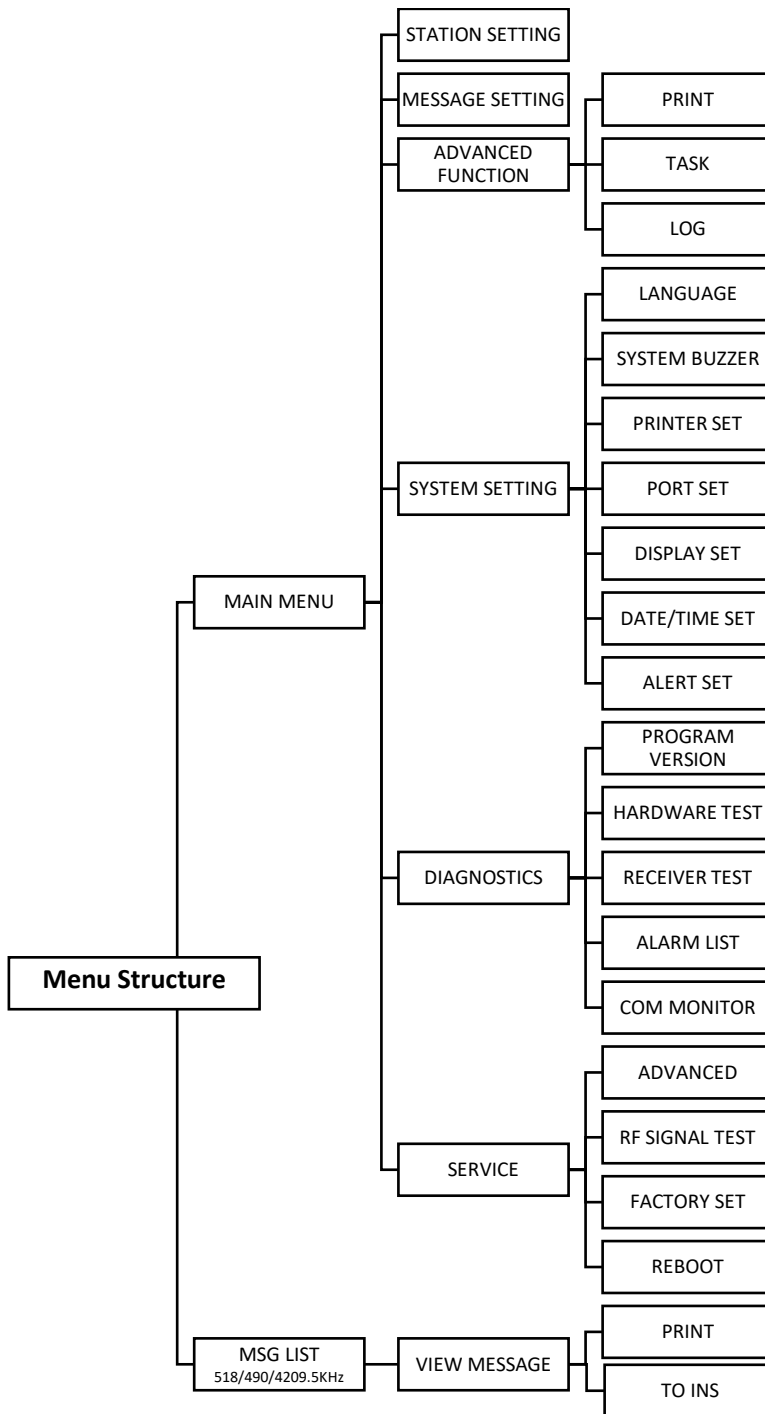 STATION SETTING
MESSAGE SETTING
ADVANCED
FUNCTION
PRINT
TASK
LOG
LANGUAGE
SYSTEM BUZZER
PRINTER SET
SYSTEM SETTING
PORT SET
DISPLAY SET
MAIN MENU
DATE/TIME SET
ALERT SET
PROGRAM
VERSION
HARDWARE TEST
DIAGNOSTICS
RECEIVER TEST
ALARM LIST
Menu Structure
COM MONITOR
ADVANCED
RF SIGNAL TEST
SERVICE
FACTORY SET
REBOOT
MSG LIST
518/490/4209.5KHz
VIEW MESSAGE
PRINT
TO INS